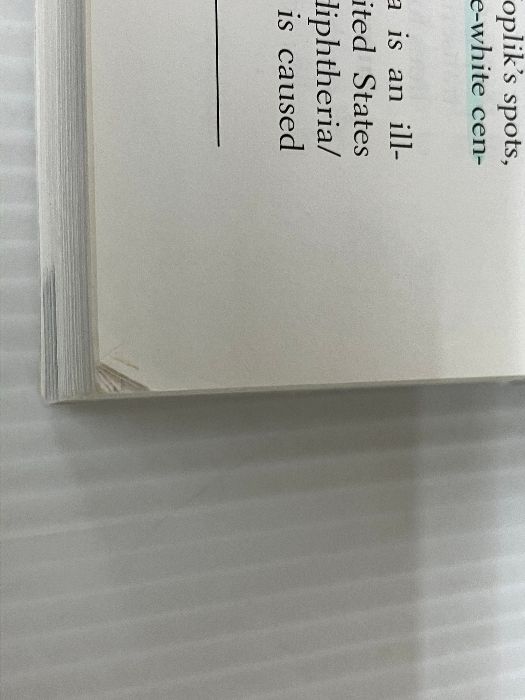 oplik's spots,
e-white cen-
a is an ill-
ited States
diphtheria/
is caused